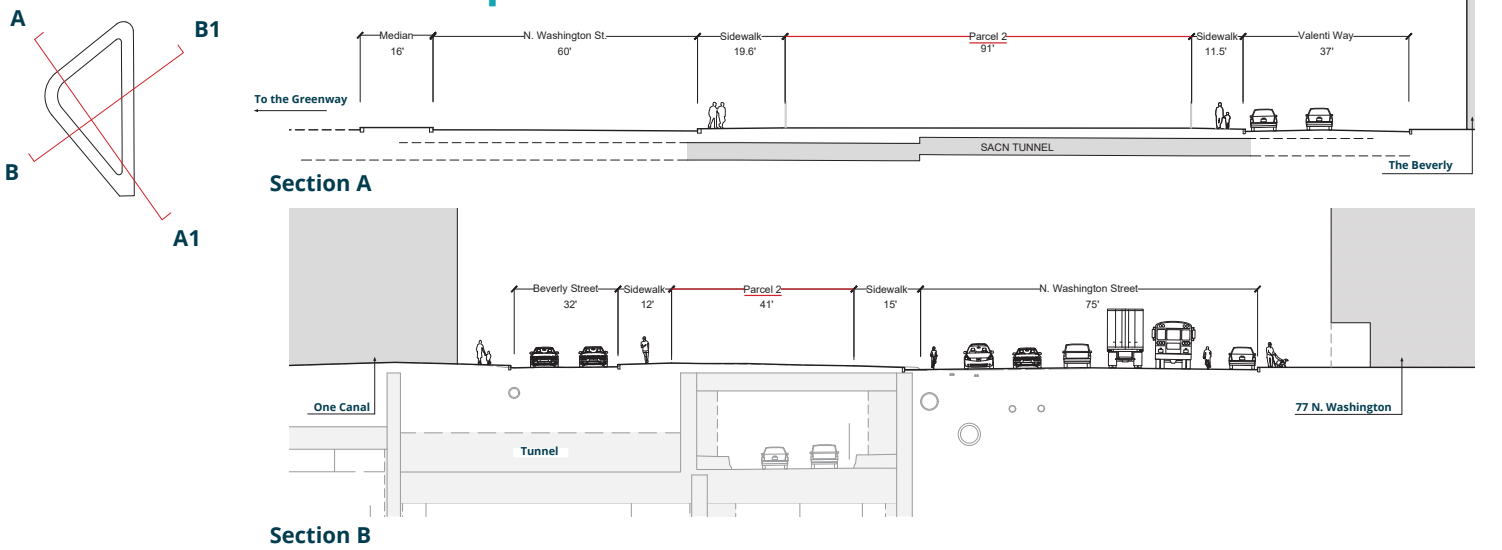 A
B1
B
A1
Median
16'
N. Washington St.
60'
Sidewalk
19.6'
Parcel 2
91'
Sidewalk
11.5'
Valenti Way
37'
To the Greenway
SACN TUNNEL
The Beverly
Section A
Beverly Street
32'
Sidewalk
12'
Parcel 2
41'
Sidewalk
15'
N. Washington Street
75'
One Canal
77 N. Washington
Tunnel
Section B